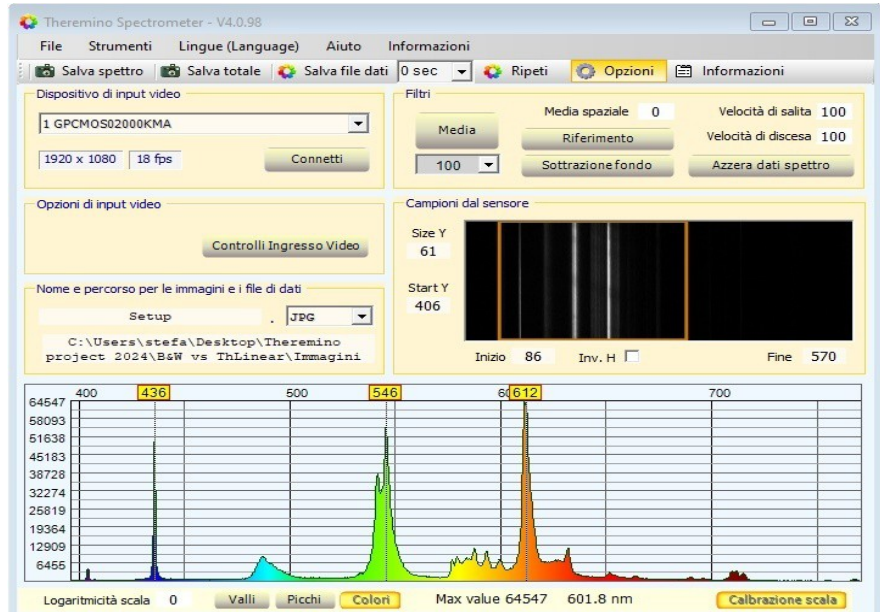 Theremino Spectrometer - V4.0.98
File Strumenti Lingue (Language) Aiuto Informazioni
Salva spettro Salva totale Salva file dati 0 sec Ripeti Opzioni Informazioni
Dispositivo di input video
1 GPCMOS02000KMA
1920 x 1080 18 fps Connetti
Filtri
Media spaziale 0 Velocità di salita 100
Media Riferimento Velocità di discesa 100
100 Sottrazione fondo Azzera dati spettro
Opzioni di input video
Controlli Ingresso Video
Nome e percorso per le immagini e i file di dati
Setup . JPG
C:\Users\stefa\Desktop\Theremino
project 2024\B&W vs ThLinear\Immagini
Campioni dal sensore
Size Y
61
Start Y
406
Inizio 86 Inv. H Fine 570
400 436 500 546 60 612 700
64547
58093
51638
45183
38728
32274
25819
19364
12909
6455
Logaritmicità scala 0 Valli Picchi Colori Max value 64547 601.8 nm Calbrazione scala